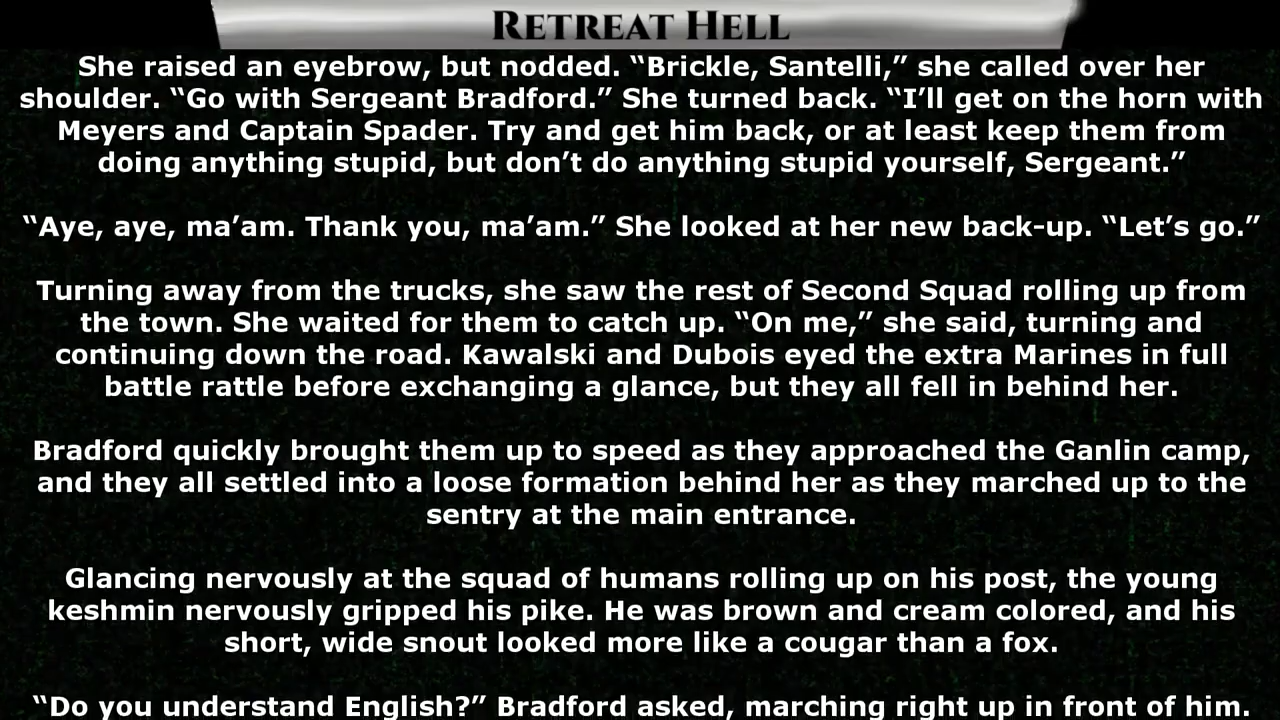 Retreat Hell
She raised an eyebrow, but nodded. “Brickle, Santelli,” she called over her
shoulder. “Go with Sergeant Bradford.” She turned back. “I’ll get on the horn with
Meyers and Captain Spader. Try and get him back, or at least keep them from
doing anything stupid, but don’t do anything stupid yourself, Sergeant.”
“Aye, aye, ma’am. Thank you, ma’am.” She looked at her new back-up. “Let’s go.”
Turning away from the trucks, she saw the rest of Second Squad rolling up from
the town. She waited for them to catch up. “On me,” she said, turning and
continuing down the road. Kawalski and Dubois eyed the extra Marines in full
battle rattle before exchanging a glance, but they all fell in behind her.
Bradford quickly brought them up to speed as they approached the Ganlin camp,
and they all settled into a loose formation behind her as they marched up to the
sentry at the main entrance.
Glancing nervously at the squad of humans rolling up on his post, the young
keshmin nervously gripped his pike. He was brown and cream colored, and his
short, wide snout looked more like a cougar than a fox.
“Do you understand English?” Bradford asked, marching right up in front of him.